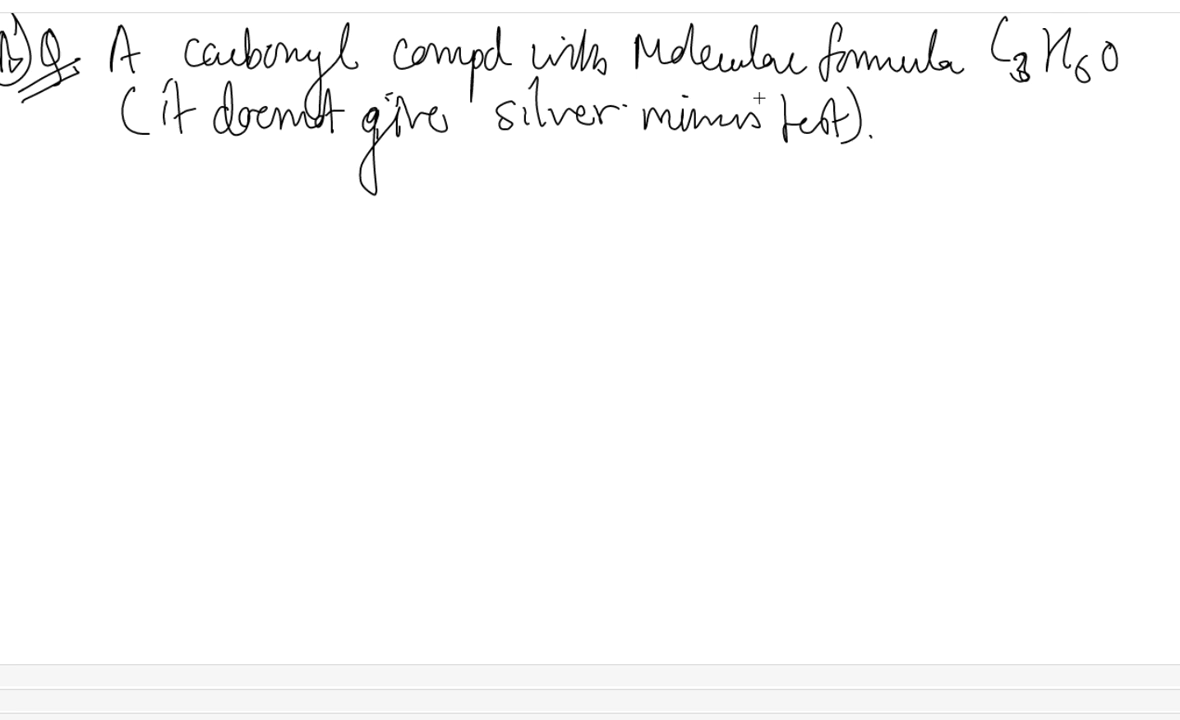 Q. A carbonyl compd with Molecular formula C₃H₆O
(it doesn't give silver mirror test).